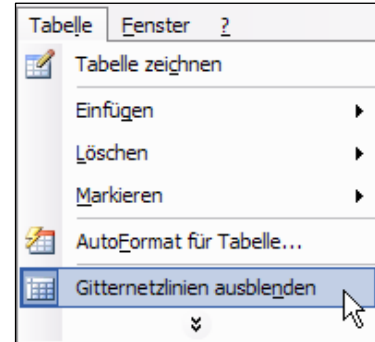 Tabelle Fenster ?
Tabelle zeichnen
Einfügen
Löschen
Markieren
AutoFormat für Tabelle...
Gitternetzlinien ausblenden